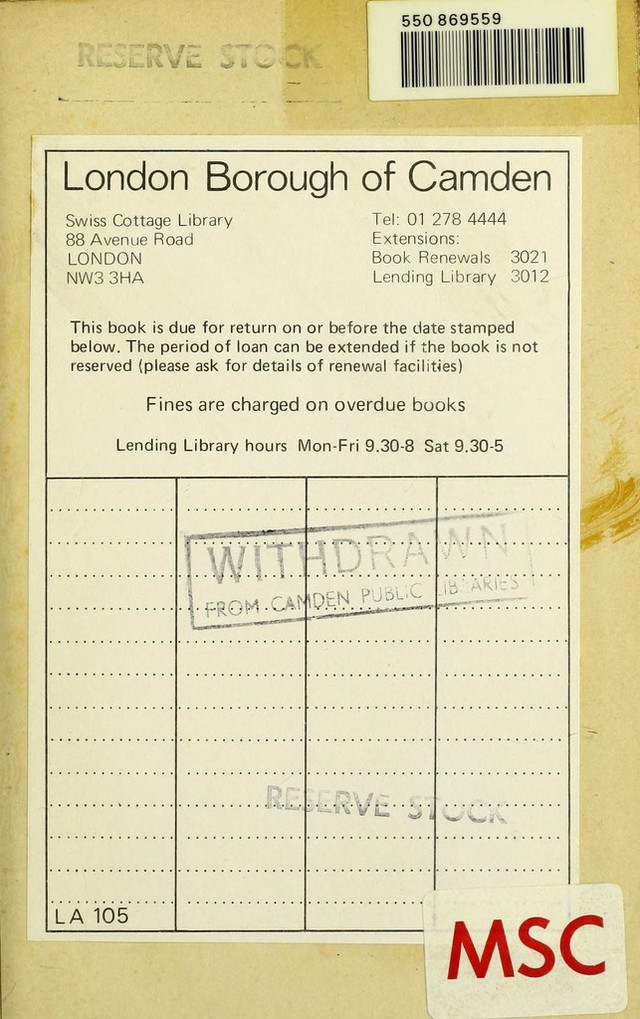 550 869559
RESERVE STOCK
London Borough of Camden
Swiss Cottage Library
88 Avenue Road
LONDON
NW3 3HA
Tel: 01 278 4444
Extensions:
Book Renewals 3021
Lending Library 3012
This book is due for return on or before the date stamped
below. The period of loan can be extended if the book is not
reserved (please ask for details of renewal facilities)
Fines are charged on overdue books
Lending Library hours Mon-Fri 9.30-8 Sat 9.30-5
WITHDRAWN
FROM CAMDEN PUBLIC LIBRARIES
RESERVE STOCK
LA 105
MSC